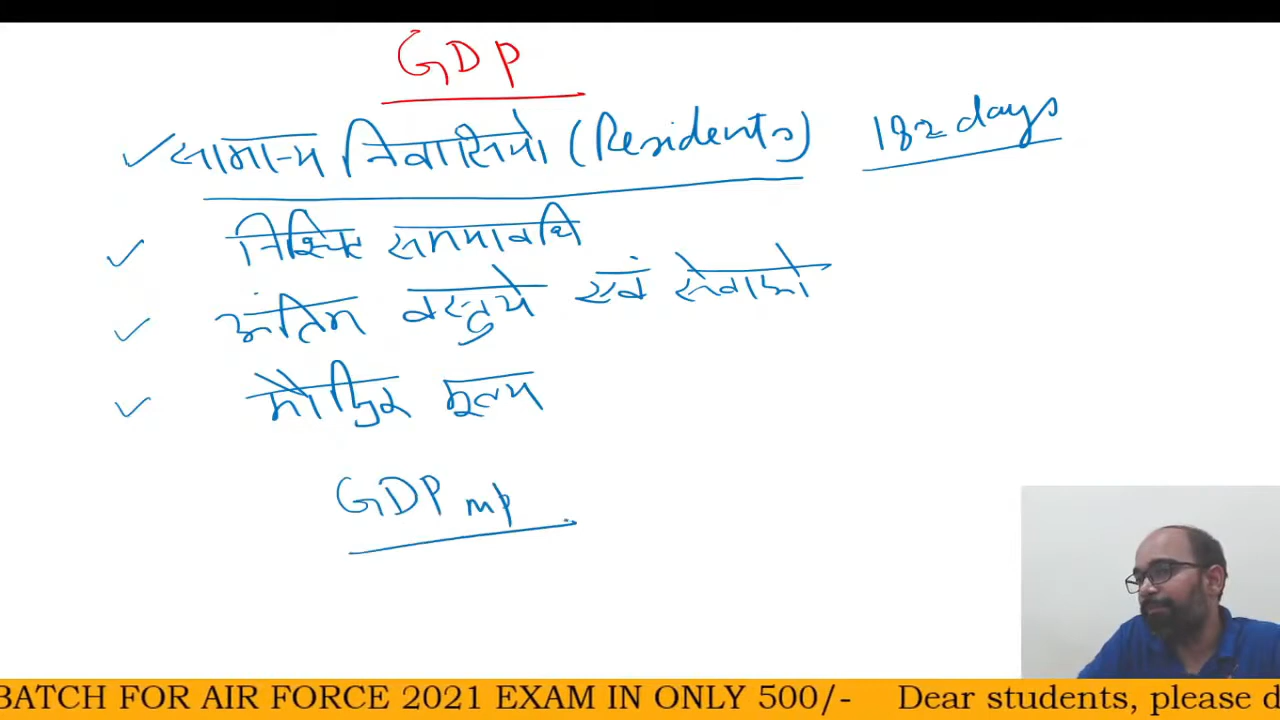 GDP
सामान्य निवासियो (Residents) 182 days
निश्चित समयावधि
अंतिम वस्तुये एवं सेवाओ
मौद्रिक मूल्य
GDP mp
BATCH FOR AIR FORCE 2021 EXAM IN ONLY 500/- Dear students, please d